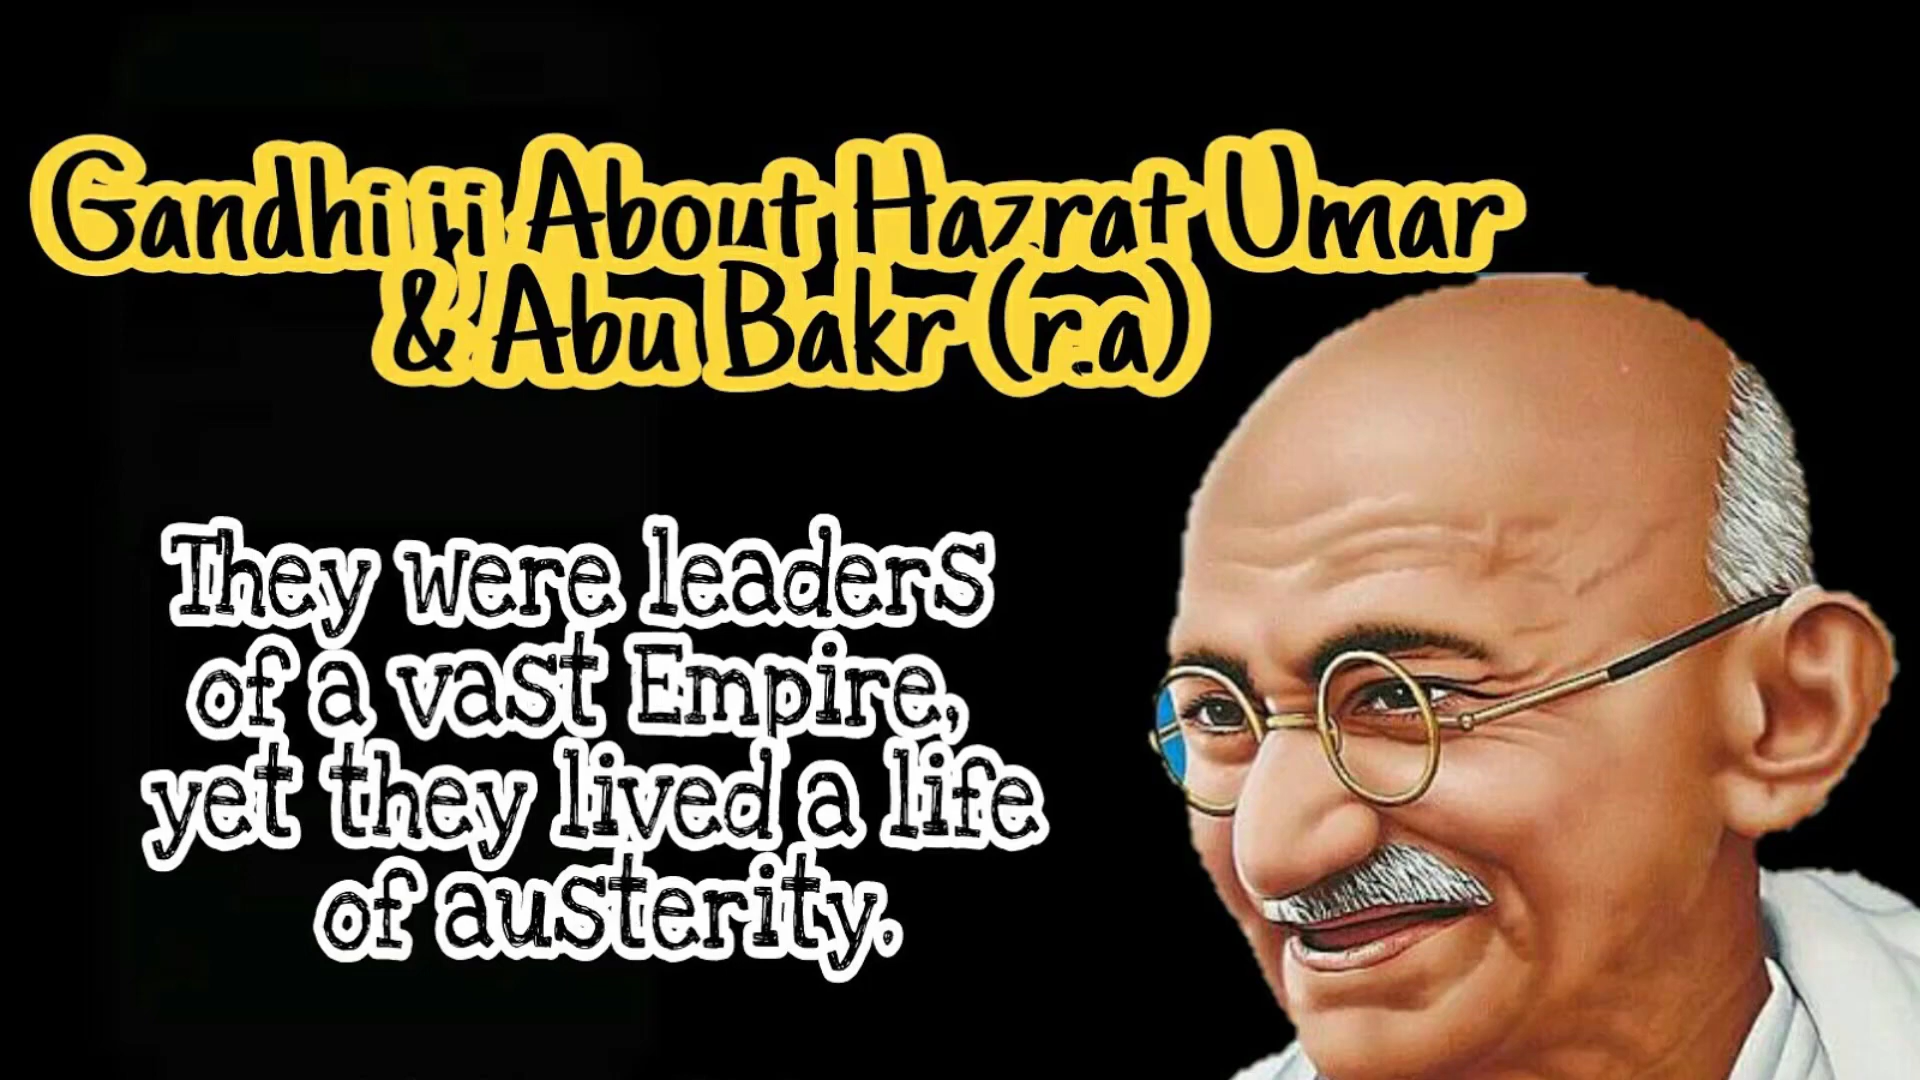 Gandhi ji About Hazrat Umar
& Abu Bakr (r.a)
They were leaders
of a vast Empire,
yet they lived a life
of austerity.